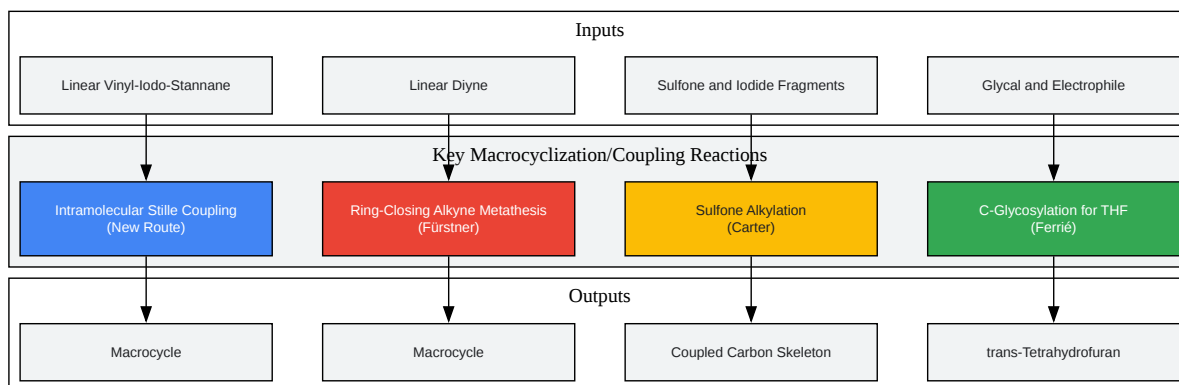 Inputs
Linear Vinyl-Iodo-Stannane
Linear Diyne
Sulfone and Iodide Fragments
Glycal and Electrophile
Key Macrocyclization/Coupling Reactions
Intramolecular Stille Coupling
(New Route)
Ring-Closing Alkyne Metathesis
(Fürstner)
Sulfone Alkylation
(Carter)
C-Glycosylation for THF
(Ferrié)
Outputs
Macrocycle
Macrocycle
Coupled Carbon Skeleton
trans-Tetrahydrofuran